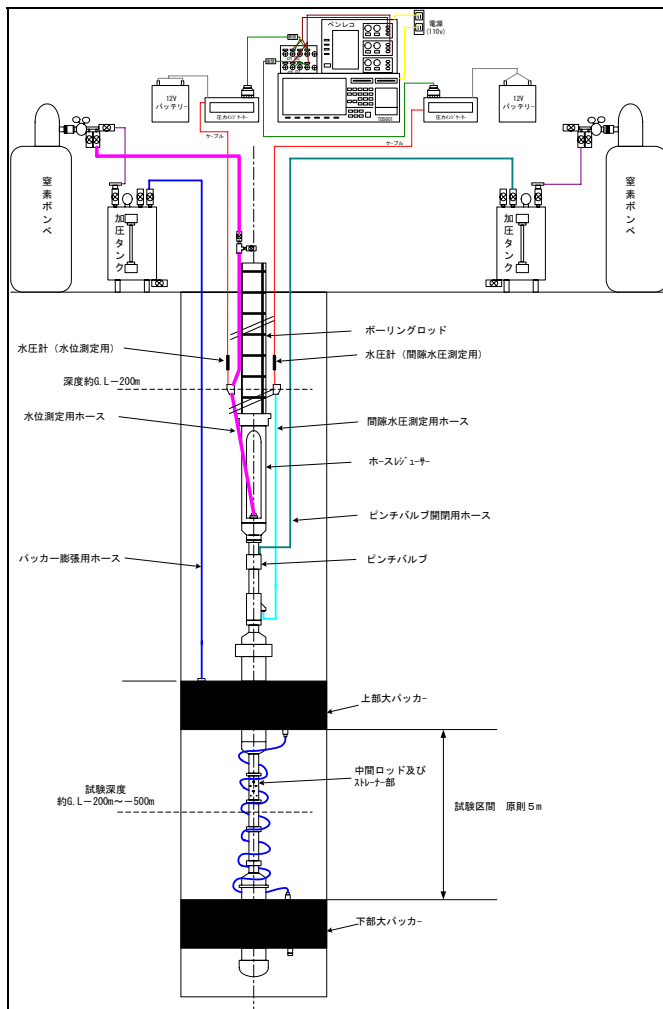 ペンレコ
電源
(110v)
12V
バッテリ-
圧力ｲﾝｼﾞｹｰﾀｰ
TDS601
圧力ｲﾝｼﾞｹｰﾀｰ
12V
バッテリ-
ケーブル
ケーブル
窒素ボンベ
加圧タンク
加圧タンク
窒素ボンベ
ボーリングロッド
水圧計（水位測定用）
水圧計（間隙水圧測定用）
深度約G.L－200m
水位測定用ホース
間隙水圧測定用ホース
ホースﾚｼﾞｭｰサー
ピンチバルブ開閉用ホース
パッカー膨張用ホース
ピンチバルブ
上部大パッカ-
中間ロッド及び
ｽﾄﾚｰﾅｰ部
試験深度
約G.L－200m～－500m
試験区間　原則５ｍ
下部大パッカ-